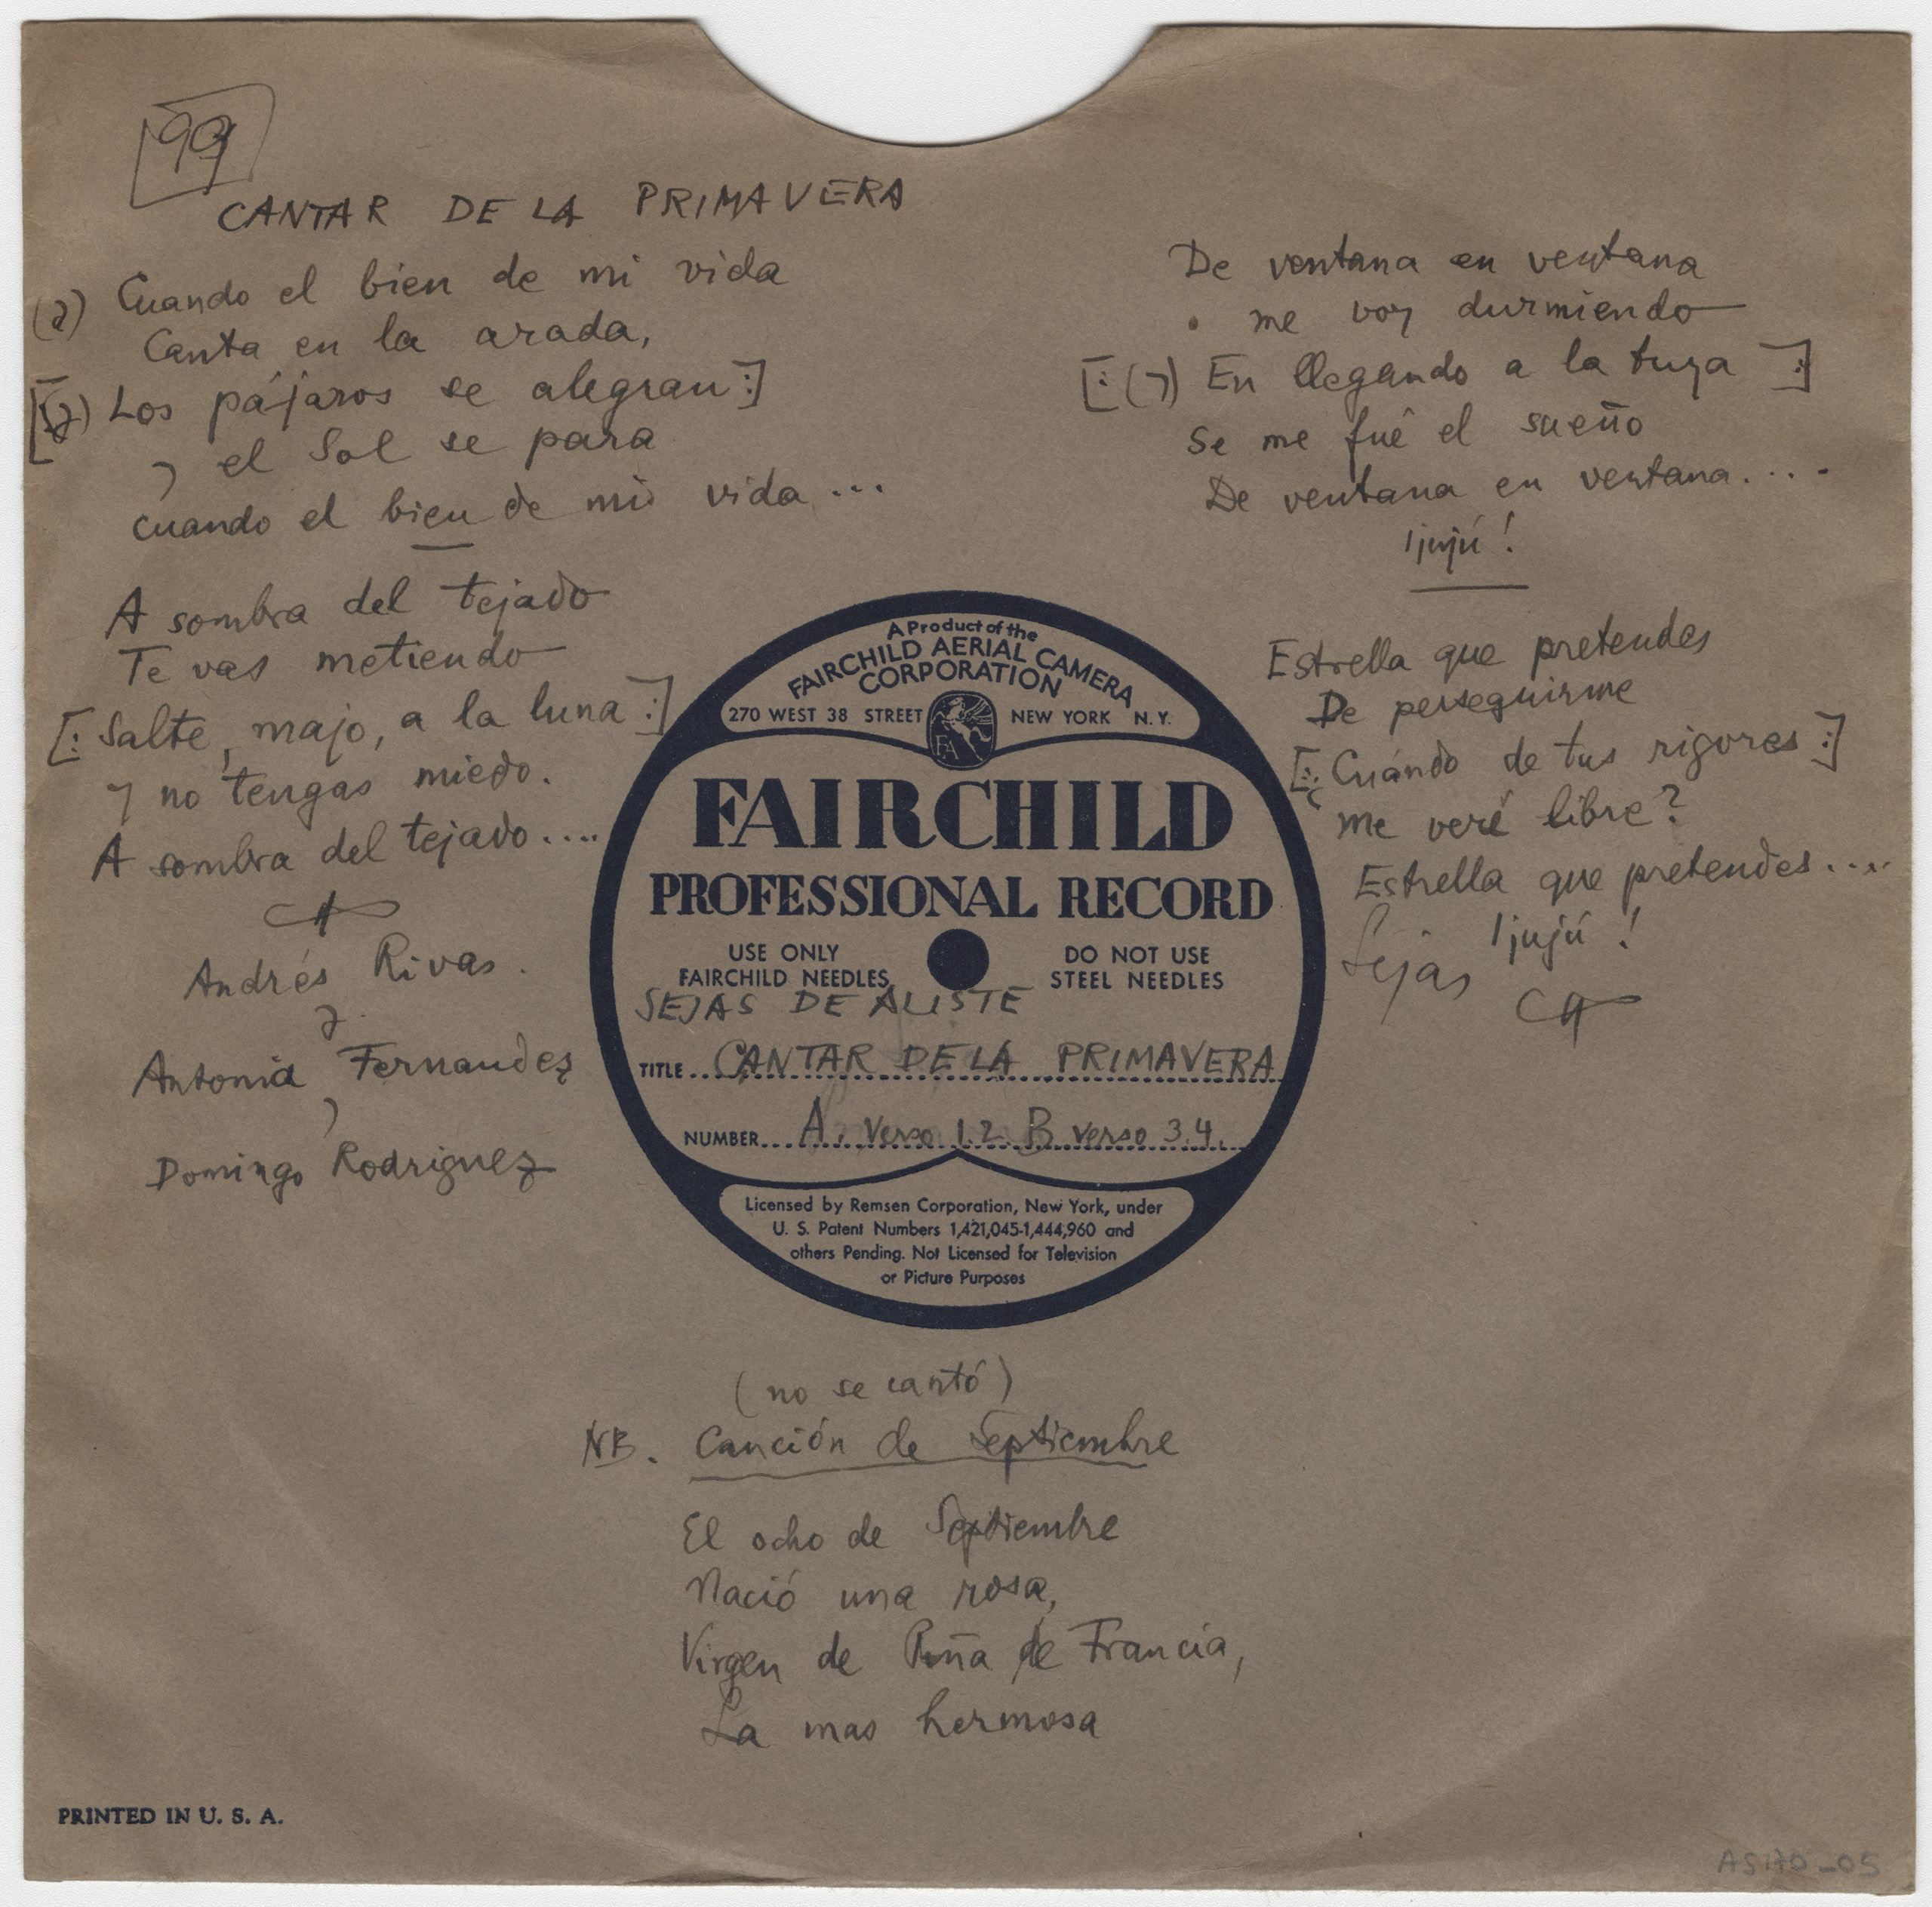 99
CANTAR DE LA PRIMAVERA
Cuando el bien de mi vida
Canta en la arada,
Los pájaros se alegran :]
y el Sol se para
cuando el bien de mi vida ...
A sombra del tejado
Te vas metiendo
[: Salte, majo, a la luna :]
y no tengas miedo.
A sombra del tejado ....
Andrés Rivas.
y
Antonia Fernandez
y
Domingo Rodriguez
De ventana en ventana
me voy durmiendo
[: (y) En llegando a la tuya :]
Se me fué el sueño
De ventana en ventana....
Ijujú!
Estrella que pretendes
De perseguirme
[: Cuándo de tus rigores :]
me veré libre?
Estrella que pretendes....
Ijujú!
Sejas
A Product of the
FAIRCHILD AERIAL CAMERA
CORPORATION
270 WEST 38 STREET NEW YORK N.Y.
FA
FAIRCHILD
PROFESSIONAL RECORD
USE ONLY
FAIRCHILD NEEDLES
DO NOT USE
STEEL NEEDLES
SEJAS DE ALISTE
TITLE CANTAR DE LA PRIMAVERA
NUMBER A. verso 1.2. B verso 3.4.
Licensed by Remsen Corporation, New York, under
U. S. Patent Numbers 1,421,045-1,444,960 and
others Pending. Not Licensed for Television
or Picture Purposes
(no se cantó)
NB. Canción de Septiembre
El ocho de Septiembre
Nació una rosa,
Virgen de Peña de Francia,
La mas hermosa
PRINTED IN U. S. A.